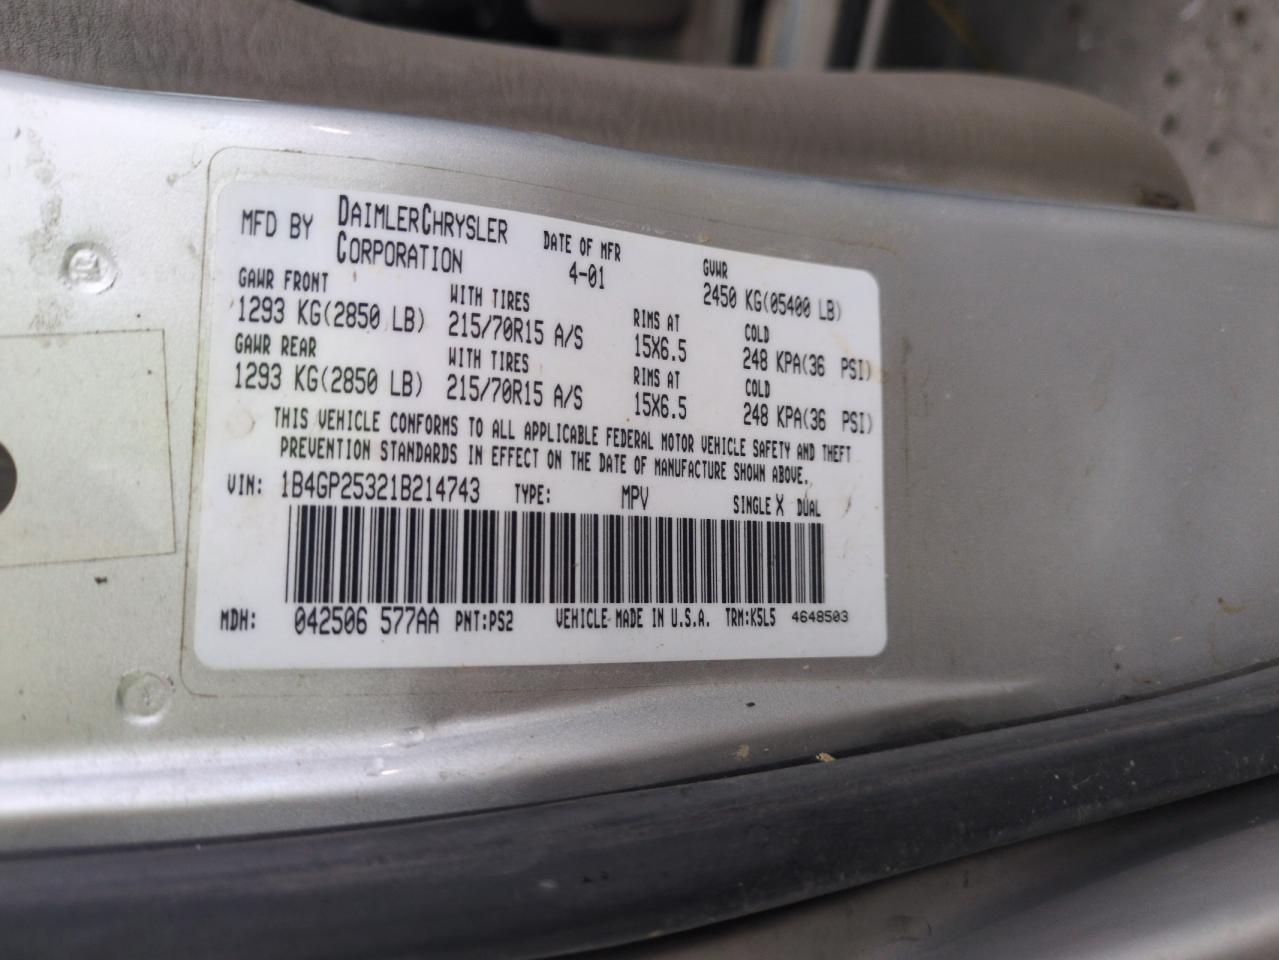 MFD BY DAIMLERCHRYSLER CORPORATION DATE OF MFR 4-01 GVWR 2450 KG(05400 LB)
GAWR FRONT WITH TIRES RIMS AT COLD
1293 KG(2850 LB) 215/70R15 A/S 15X6.5 248 KPA(36 PSI)
GAWR REAR WITH TIRES RIMS AT COLD
1293 KG(2850 LB) 215/70R15 A/S 15X6.5 248 KPA(36 PSI)
THIS VEHICLE CONFORMS TO ALL APPLICABLE FEDERAL MOTOR VEHICLE SAFETY AND THEFT
PREVENTION STANDARDS IN EFFECT ON THE DATE OF MANUFACTURE SHOWN ABOVE.
VIN: 1B4GP25321B214743 TYPE: MPV SINGLE X DUAL
MDH: 042506 577AA PNT:PS2 VEHICLE MADE IN U.S.A. TRM:K5L5 4648503